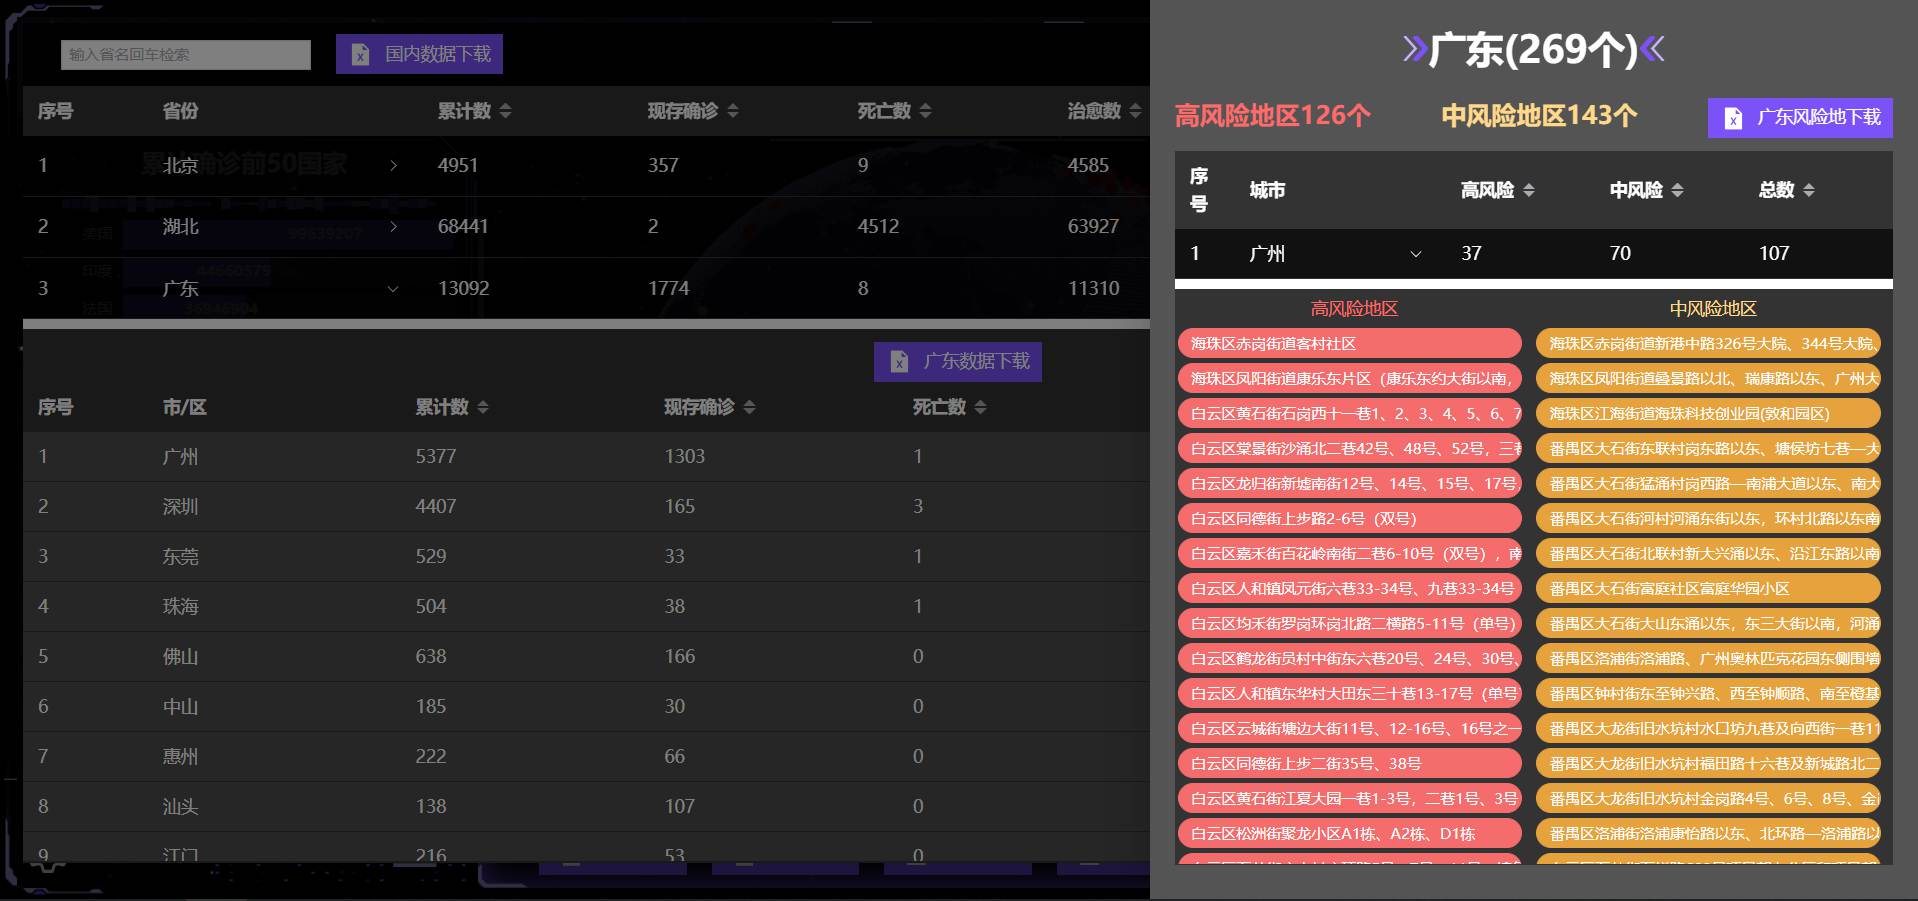 输入省名回车检索
国内数据下载
序号 省份 累计数 现存确诊 死亡数 治愈数
1 北京 4951 357 9 4585
2 湖北 68441 2 4512 63927
3 广东 13092 1774 8 11310
累计确诊前50国家
美国 99639207
印度 44660579
法国 36946904
广东数据下载
序号 市/区 累计数 现存确诊 死亡数
1 广州 5377 1303 1
2 深圳 4407 165 3
3 东莞 529 33 1
4 珠海 504 38 1
5 佛山 638 166 0
6 中山 185 30 0
7 惠州 222 66 0
8 汕头 138 107 0
9 江门 216 53 0
广东(269个)
高风险地区126个 中风险地区143个 广东风险地下载
序号 城市 高风险 中风险 总数
1 广州 37 70 107
高风险地区
海珠区赤岗街道客村社区
海珠区凤阳街道康乐东片区（康乐东约大街以南，
白云区黄石街石岗西十一巷1、2、3、4、5、6、7
白云区棠景街沙涌北二巷42号、48号、52号，三巷
白云区龙归街新墟南街12号、14号、15号、17号
白云区同德街上步路2-6号（双号）
白云区嘉禾街百花岭南街二巷6-10号（双号），南
白云区人和镇凤元街六巷33-34号、九巷33-34号
白云区均禾街罗岗环岗北路二横路5-11号（单号）
白云区鹤龙街员村中街东六巷20号、24号、30号、
白云区人和镇东华村大田东三十巷13-17号（单号
白云区云城街塘边大街11号、12-16号、16号之一
白云区同德街上步二街35号、38号
白云区黄石街江夏大园一巷1-3号，二巷1号、3号
白云区松洲街聚龙小区A1栋、A2栋、D1栋
中风险地区
海珠区赤岗街道新港中路326号大院、344号大院、
海珠区凤阳街道叠景路以北、瑞康路以东、广州大
海珠区江海街道海珠科技创业园(敦和园区)
番禺区大石街东联村岗东路以东、塘侯坊七巷—大
番禺区大石街猛涌村岗西路—南浦大道以东、南大
番禺区大石街河村河涌东街以东，环村北路以东南
番禺区大石街北联村新大兴涌以东、沿江东路以南
番禺区大石街富庭社区富庭华园小区
番禺区大石街大山东涌以东，东三大街以南，河涌
番禺区洛浦街洛浦路、广州奥林匹克花园东侧围墙
番禺区钟村街东至钟兴路、西至钟顺路、南至橙基
番禺区大龙街旧水坑村水口坊九巷及向西街一巷11
番禺区大龙街旧水坑村福田路十六巷及新城路北二
番禺区大龙街旧水坑村金岗路4号、6号、8号、金
番禺区洛浦街洛浦康怡路以东、北环路—洛浦路以